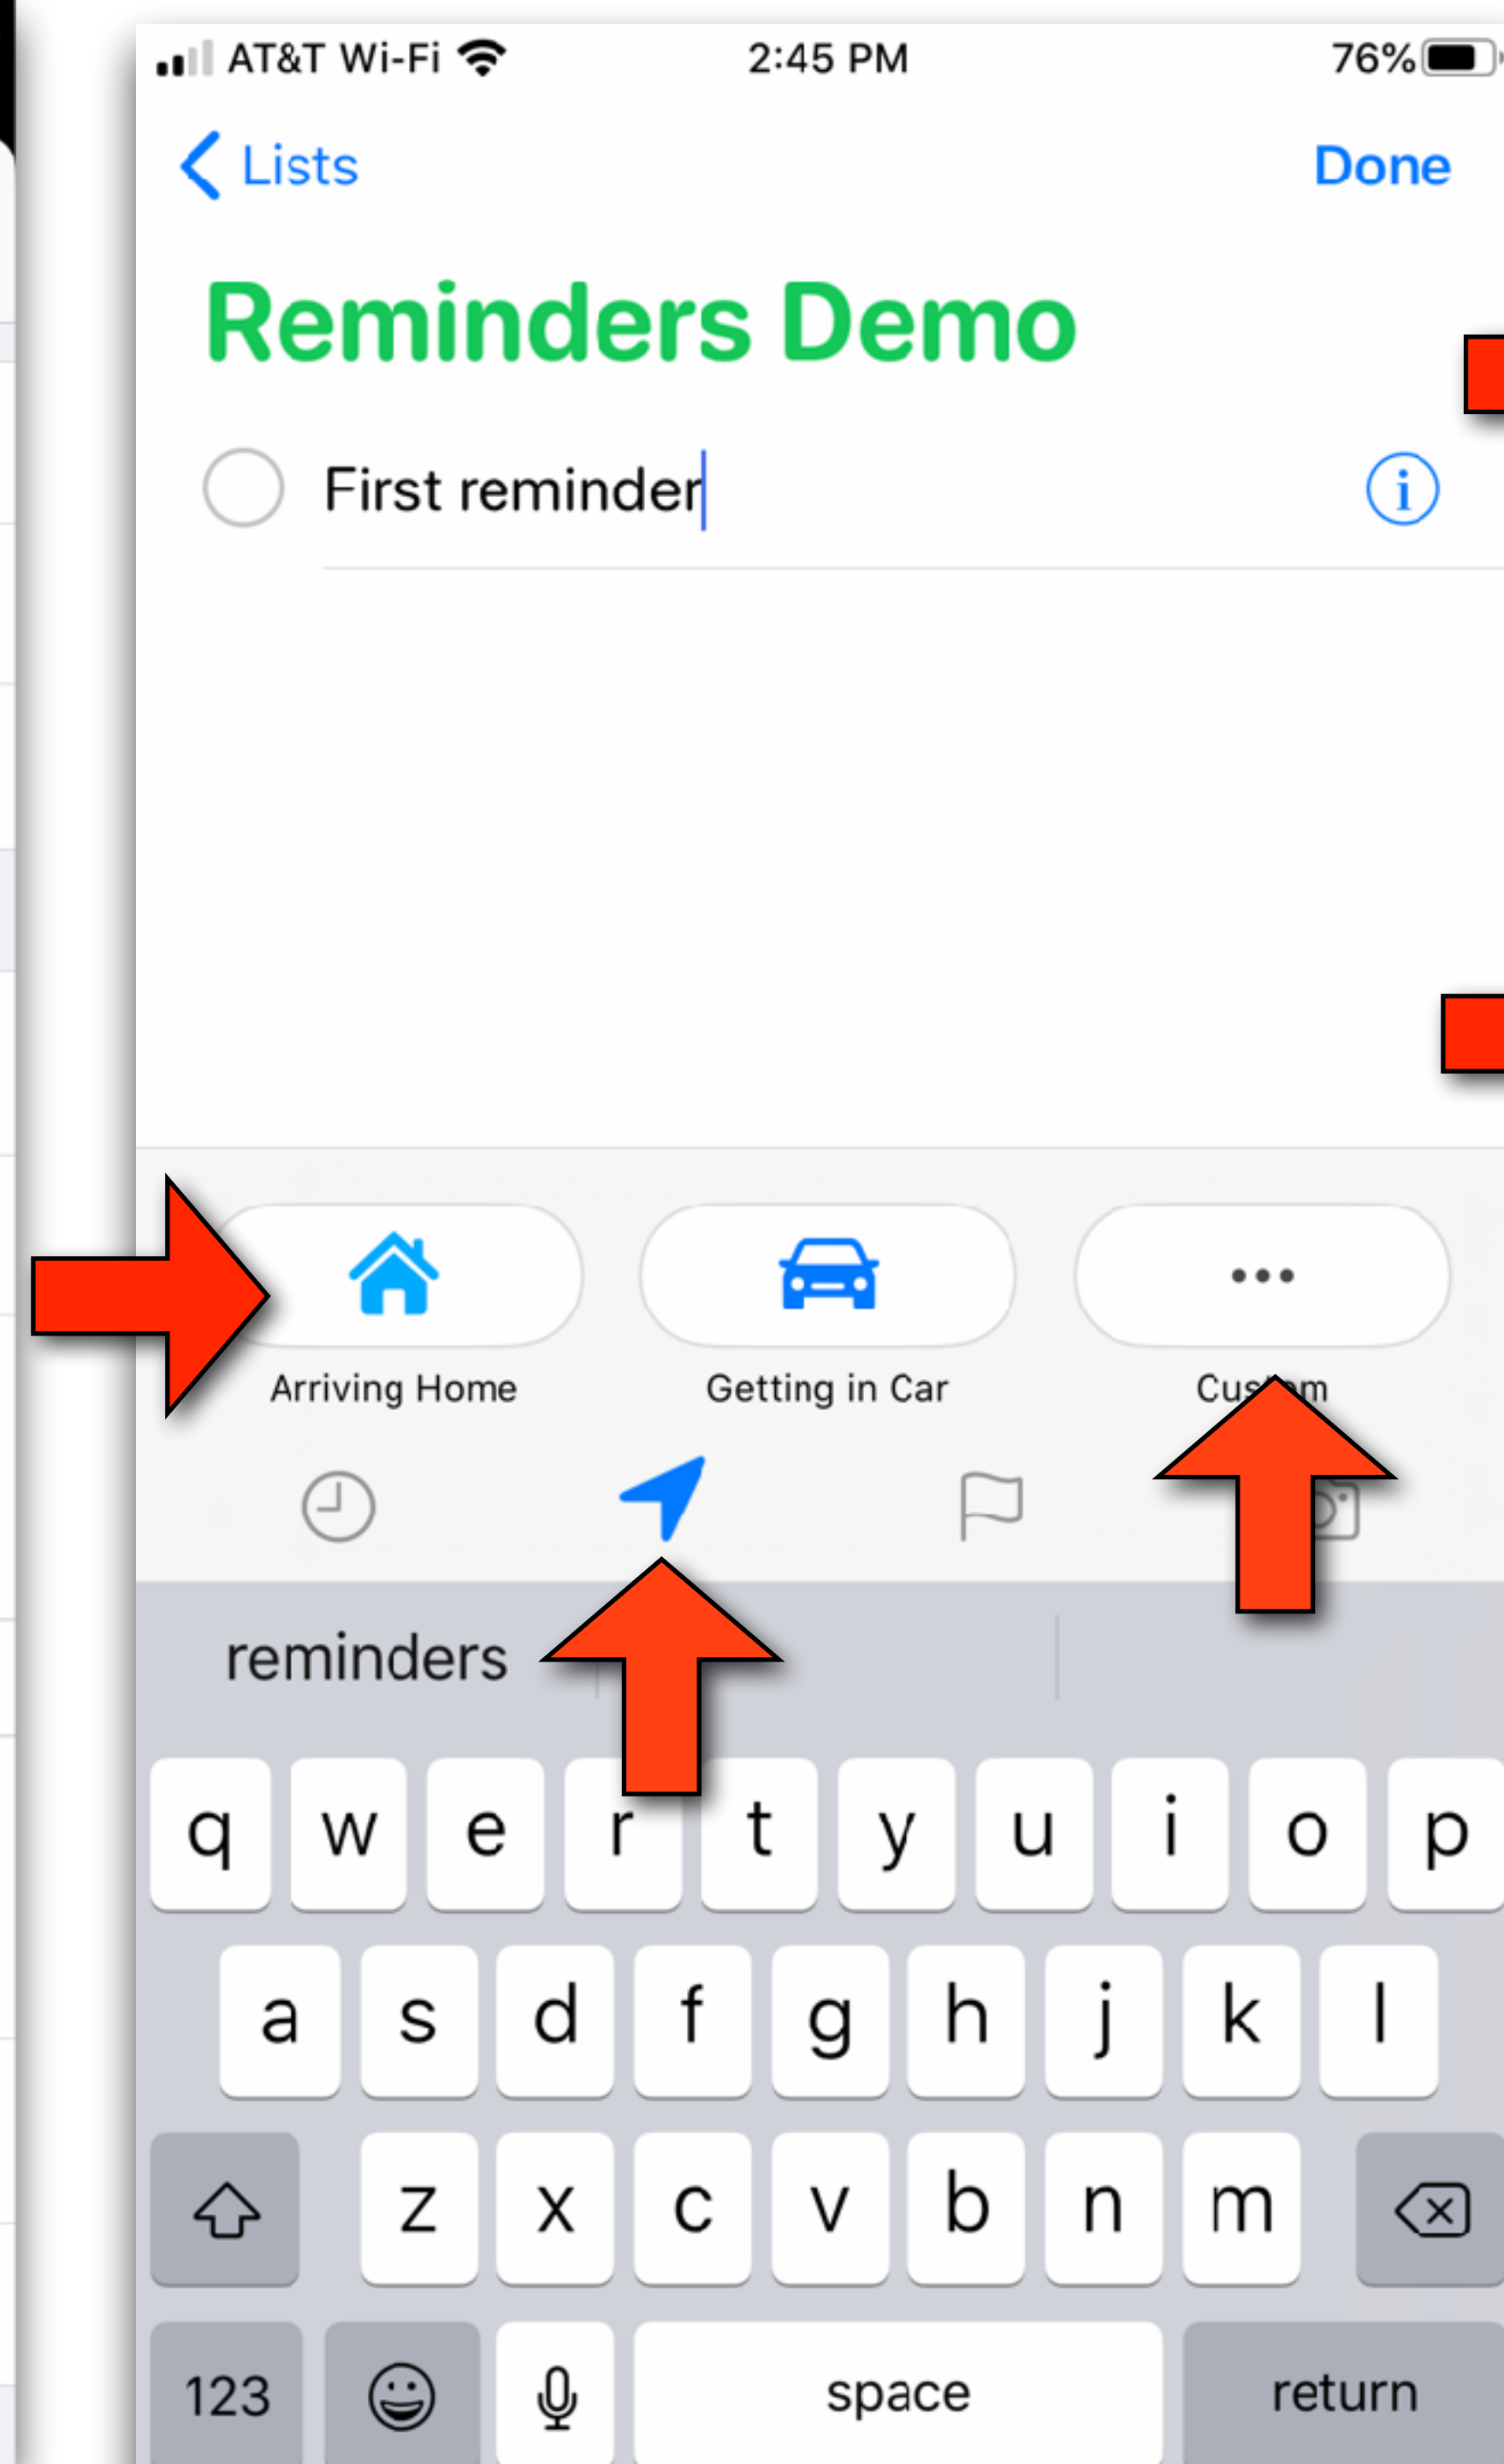 AT&T Wi-Fi 2:45 PM 76%
Lists Done
Reminders Demo
First reminder
Arriving Home Getting in Car
reminders
q w e r t y u i o p
a s d f g h j k l
z x c v b n m
123 space return